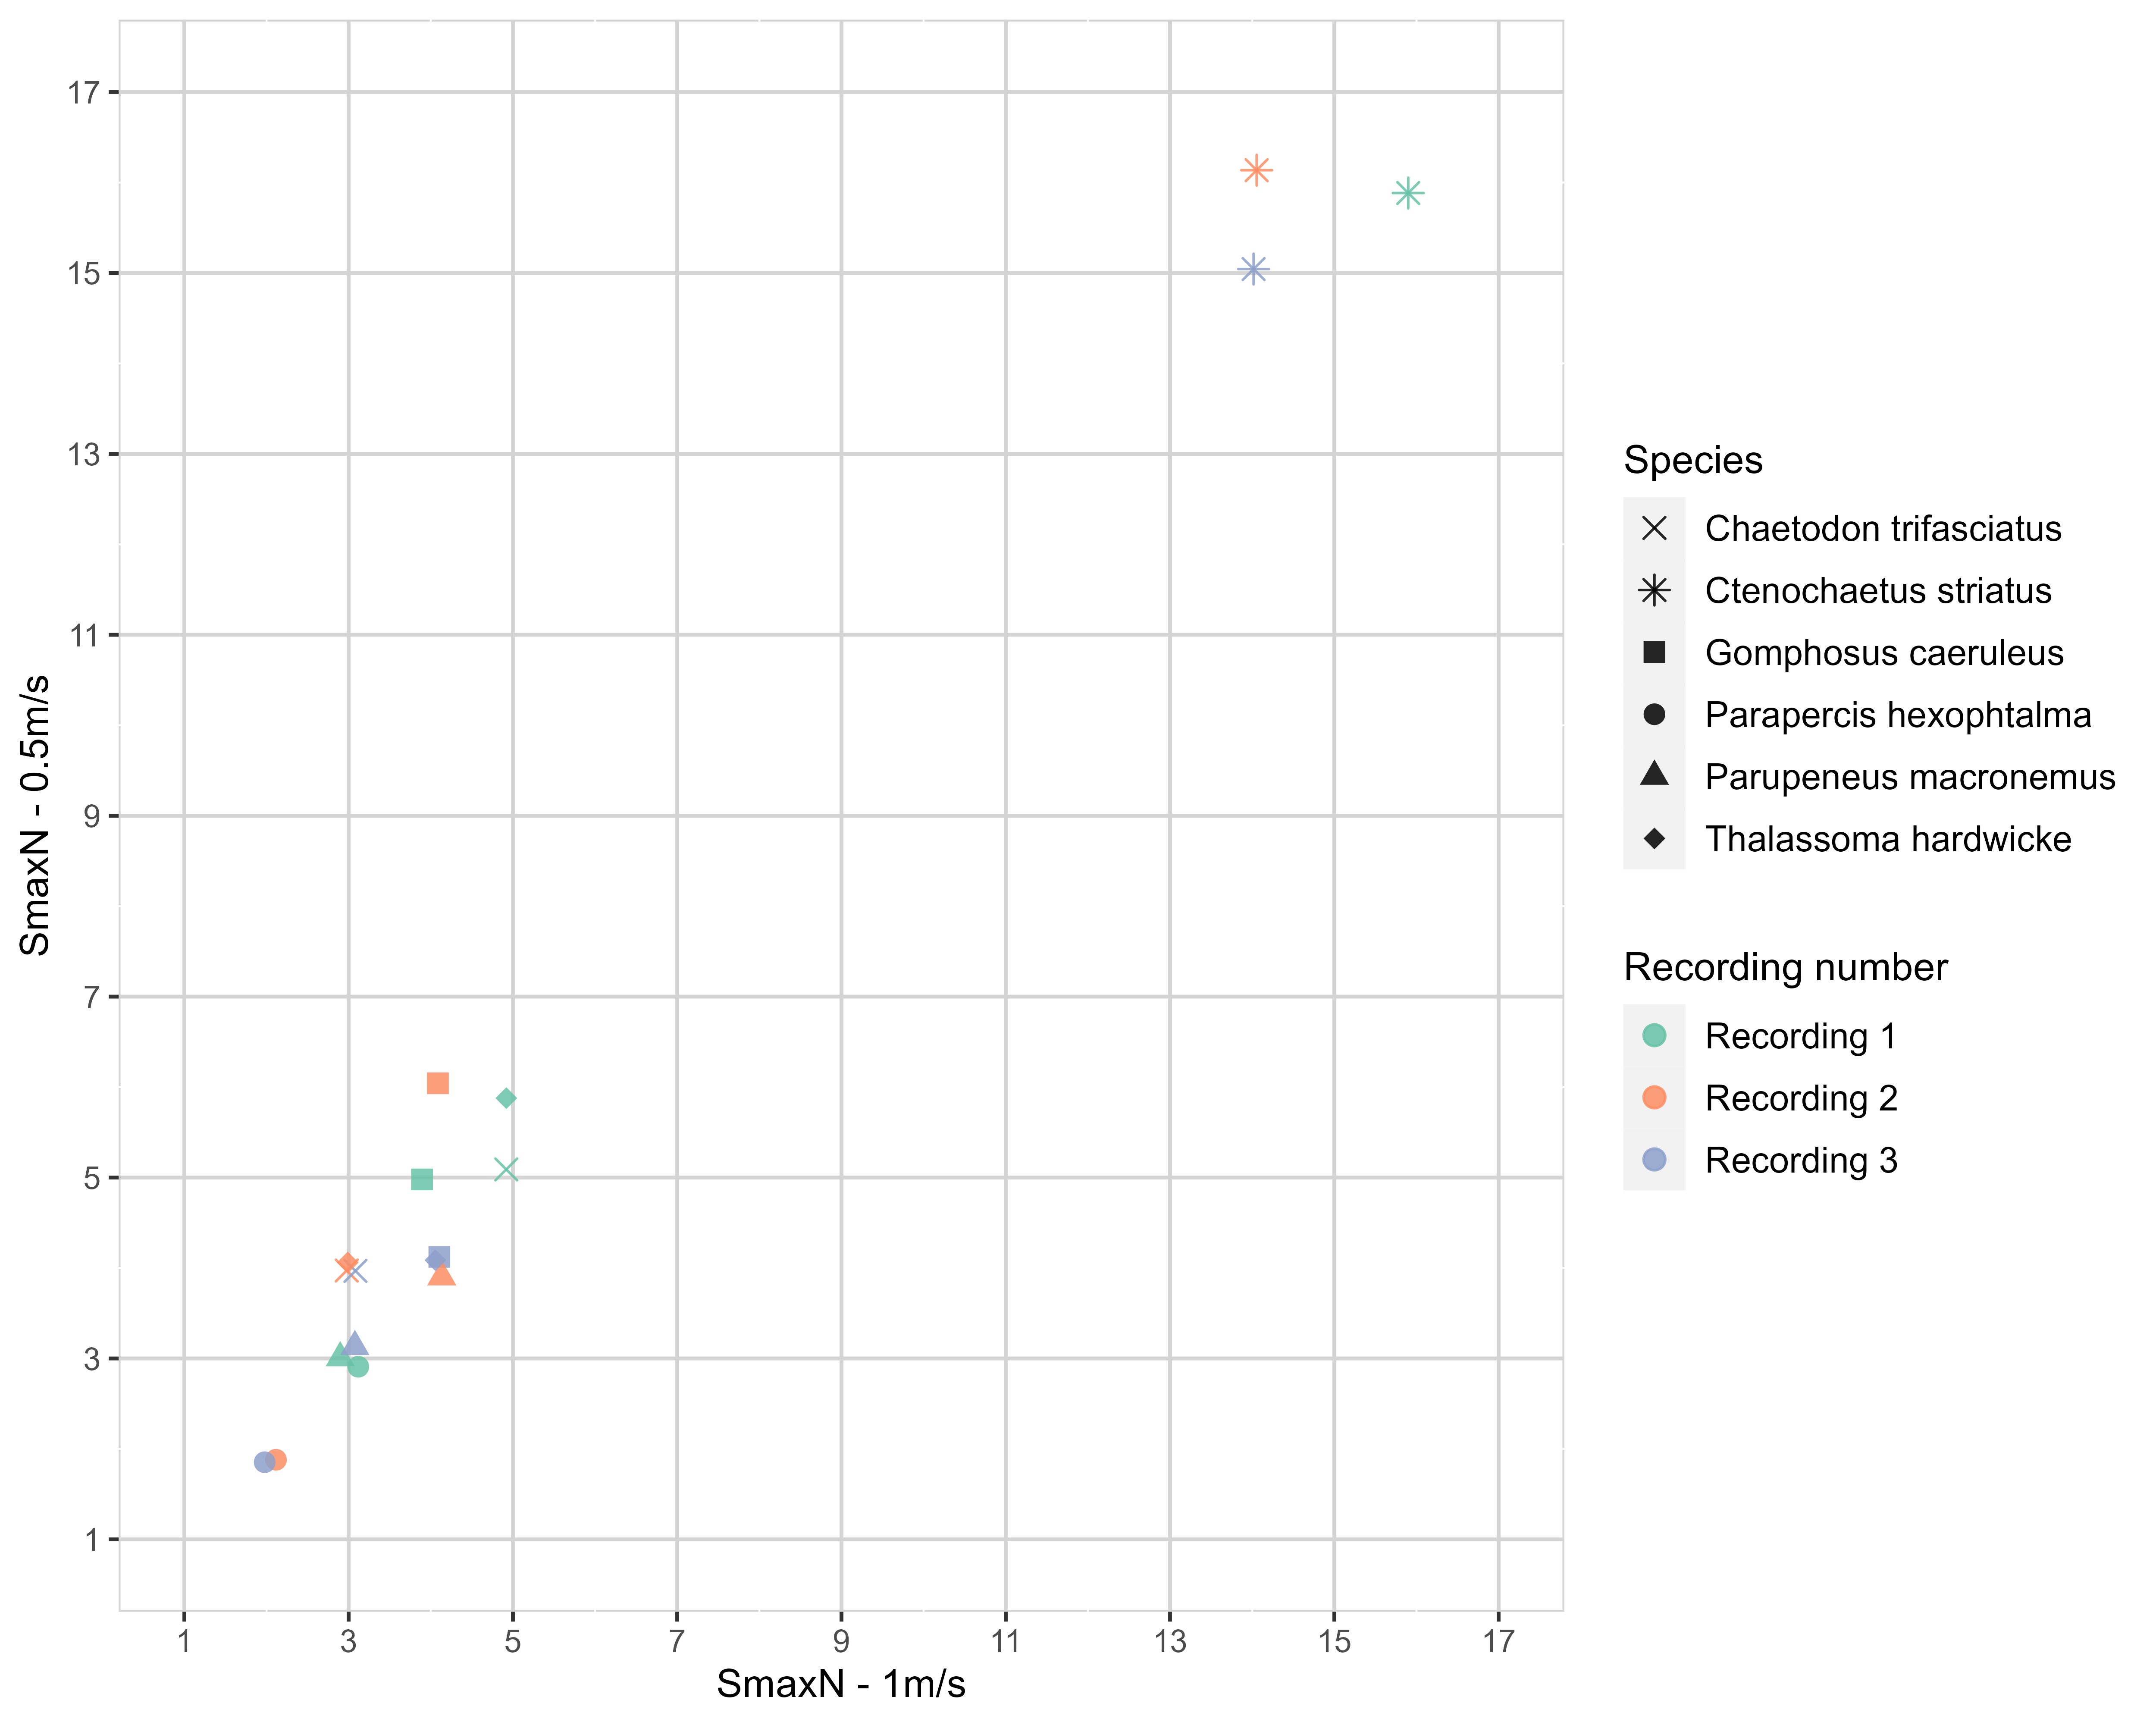 17
15
13
11
9
7
5
3
1
SmaxN - 0.5m/s
1 3 5 7 9 11 13 15 17
SmaxN - 1m/s
Species
Chaetodon trifasciatus
Ctenochaetus striatus
Gomphosus caeruleus
Parapercis hexophtalma
Parupeneus macronemus
Thalassoma hardwicke
Recording number
Recording 1
Recording 2
Recording 3